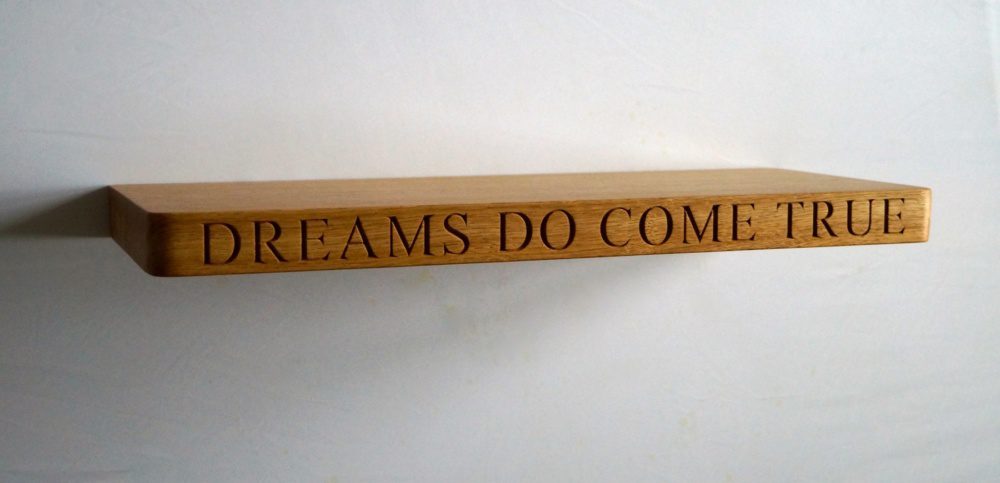 DREAMS DO COME TRUE